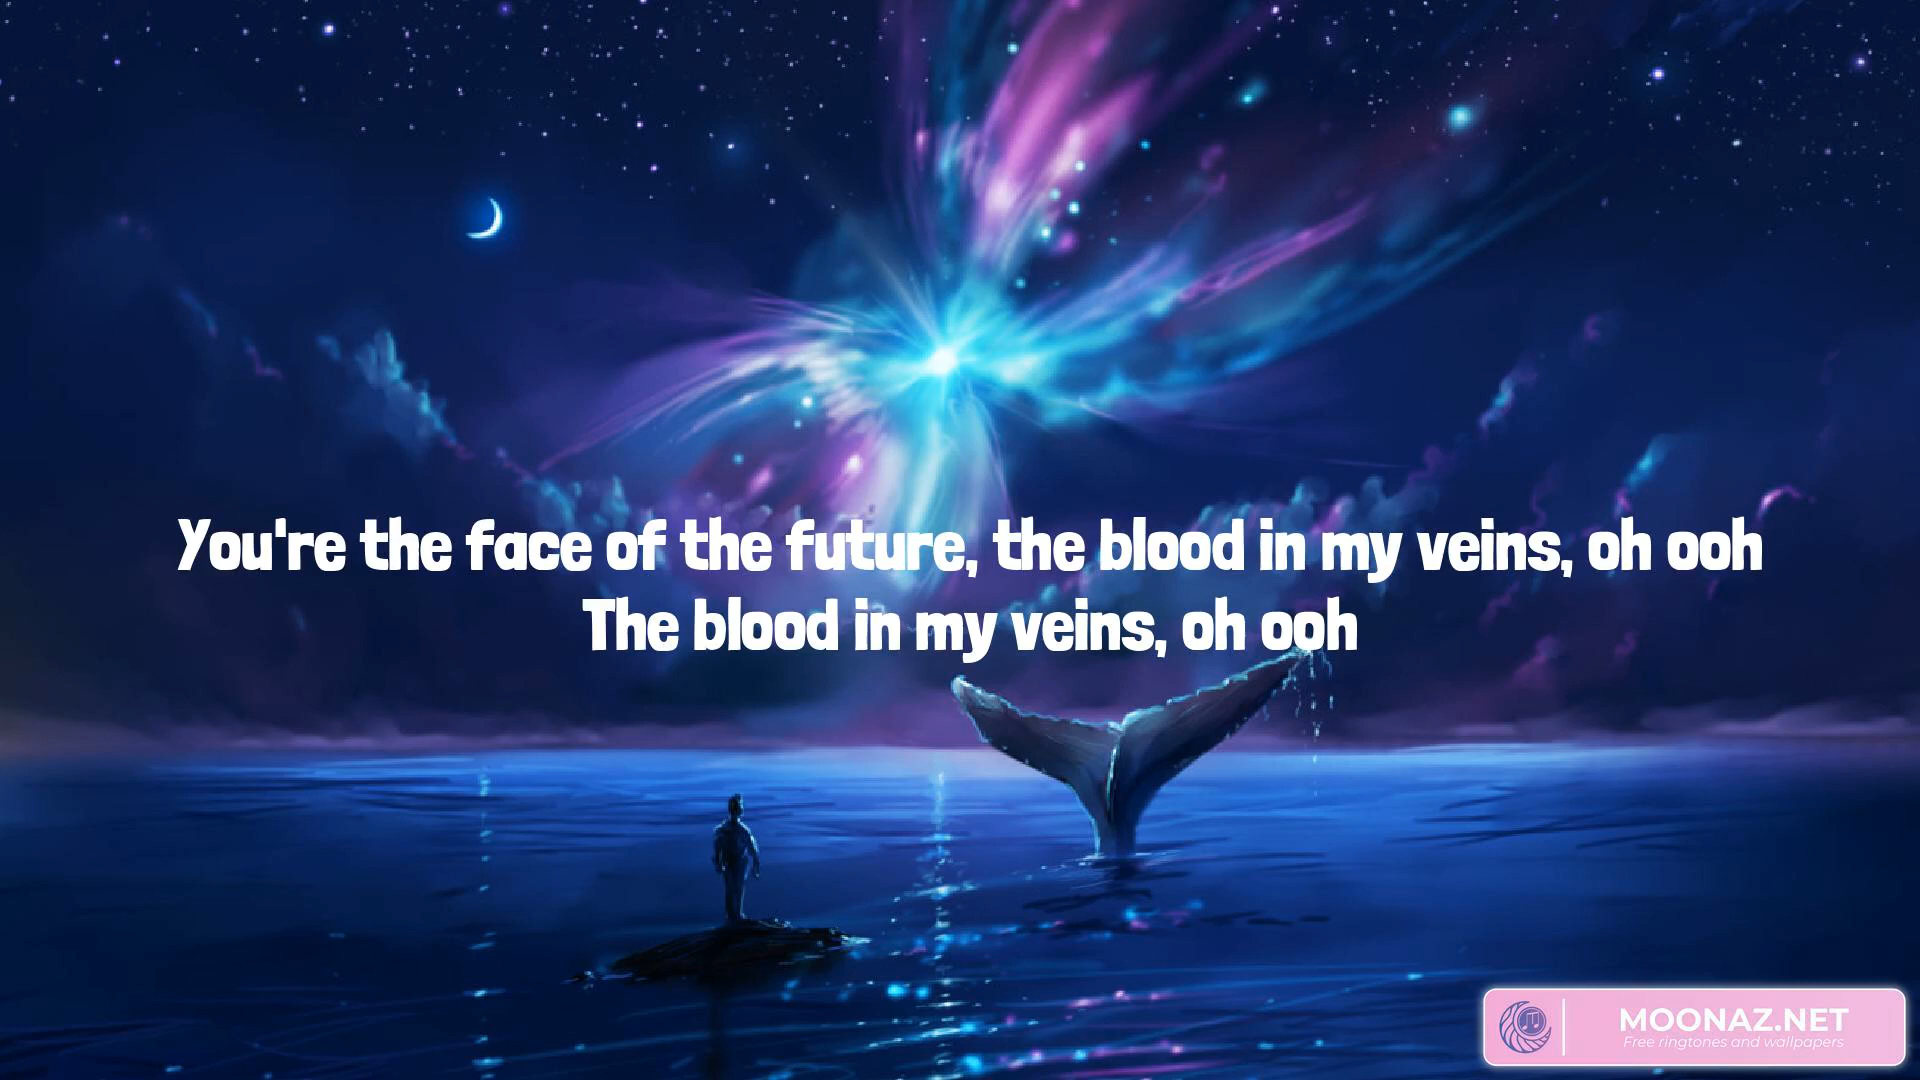 You're the face of the future, the blood in my veins, oh ooh
The blood in my veins, oh ooh
MOONAZ.NET
Free ringtones and wallpapers